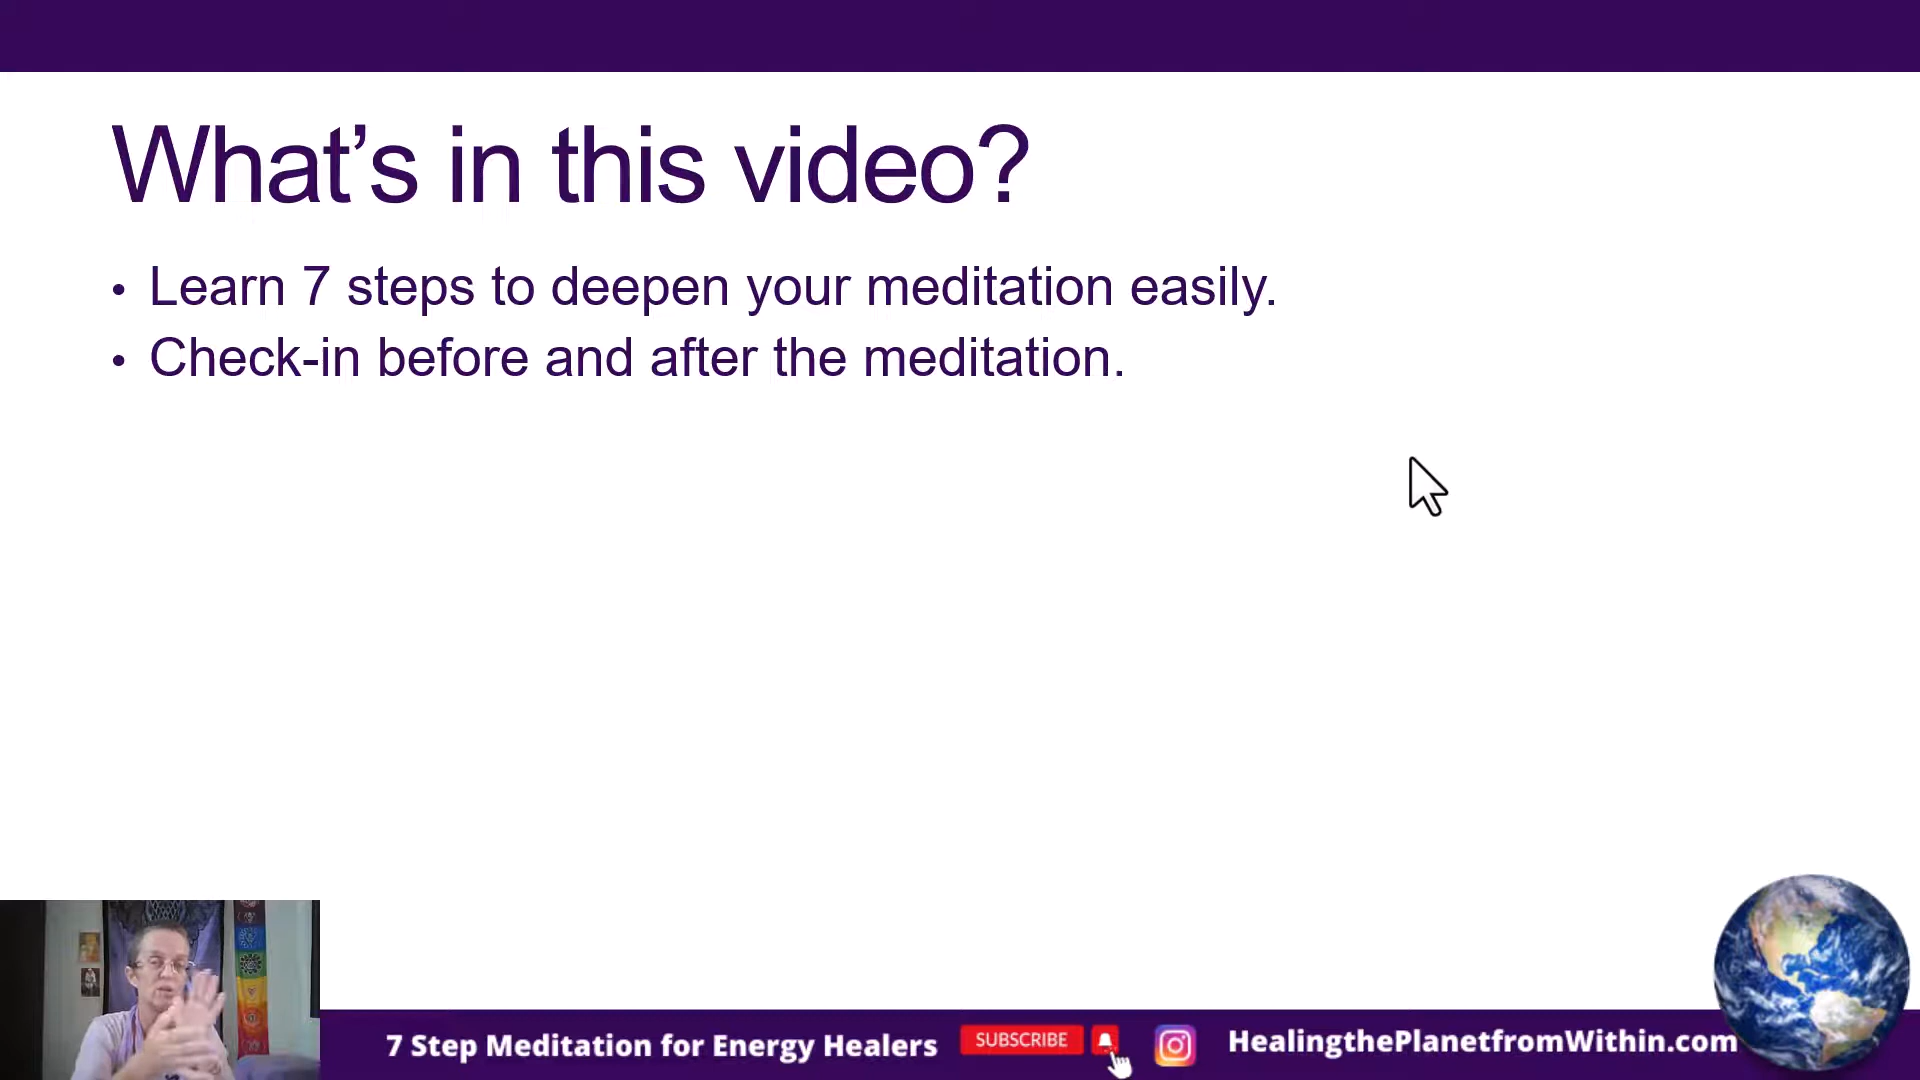 What’s in this video?
• Learn 7 steps to deepen your meditation easily.
• Check-in before and after the meditation.
7 Step Meditation for Energy Healers
SUBSCRIBE
HealingthePlanetfromWithin.com